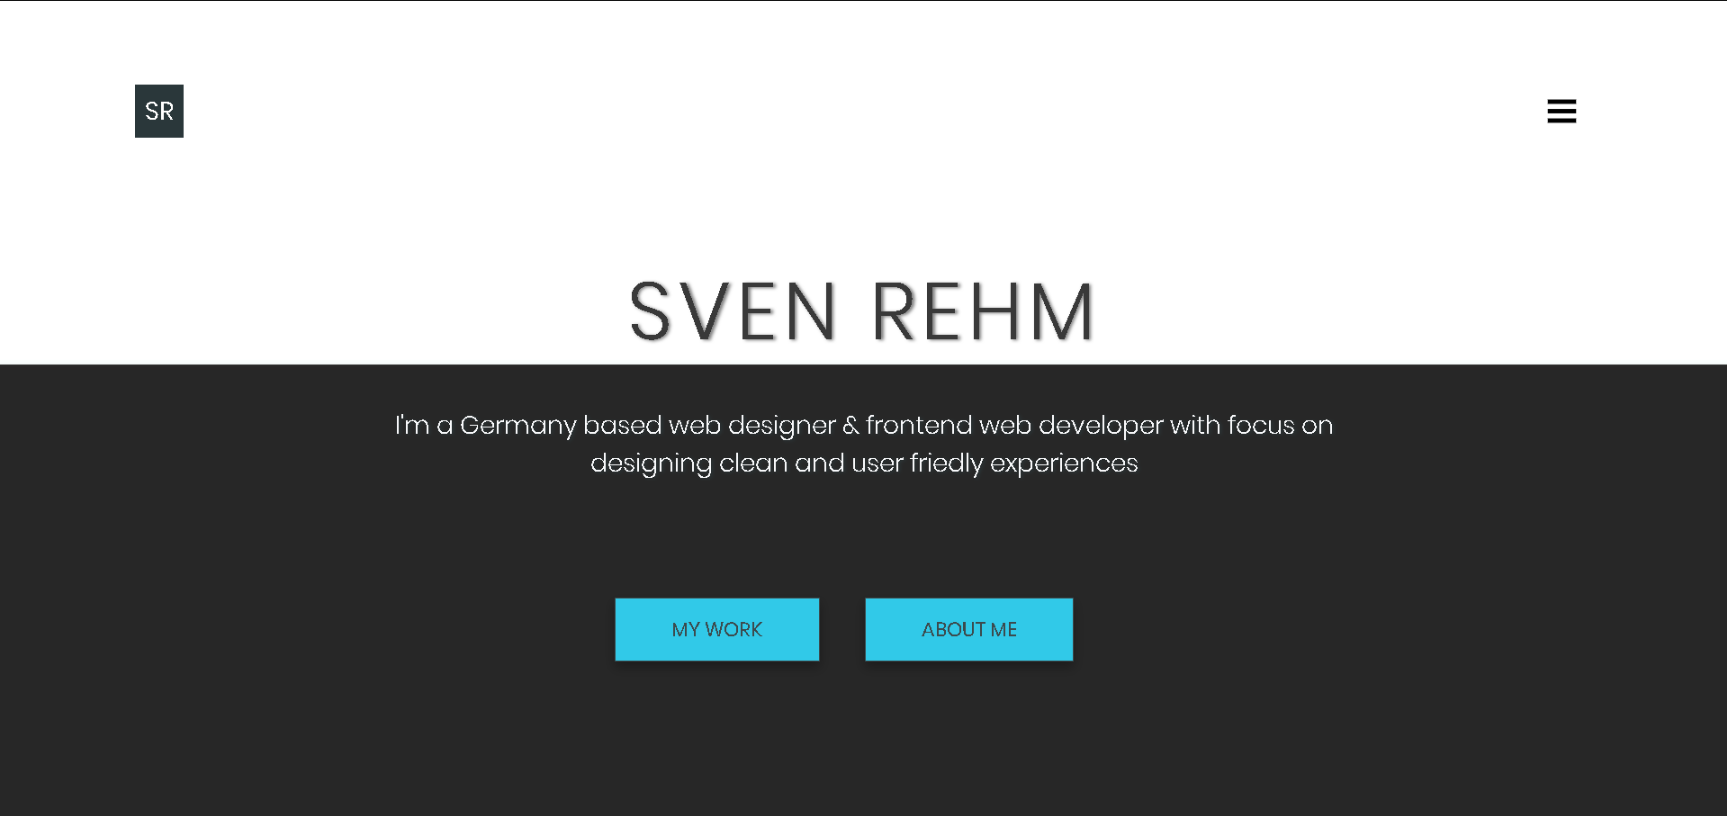 SR
SVEN REHM
I'm a Germany based web designer & frontend web developer with focus on
designing clean and user friedly experiences
MY WORK
ABOUT ME